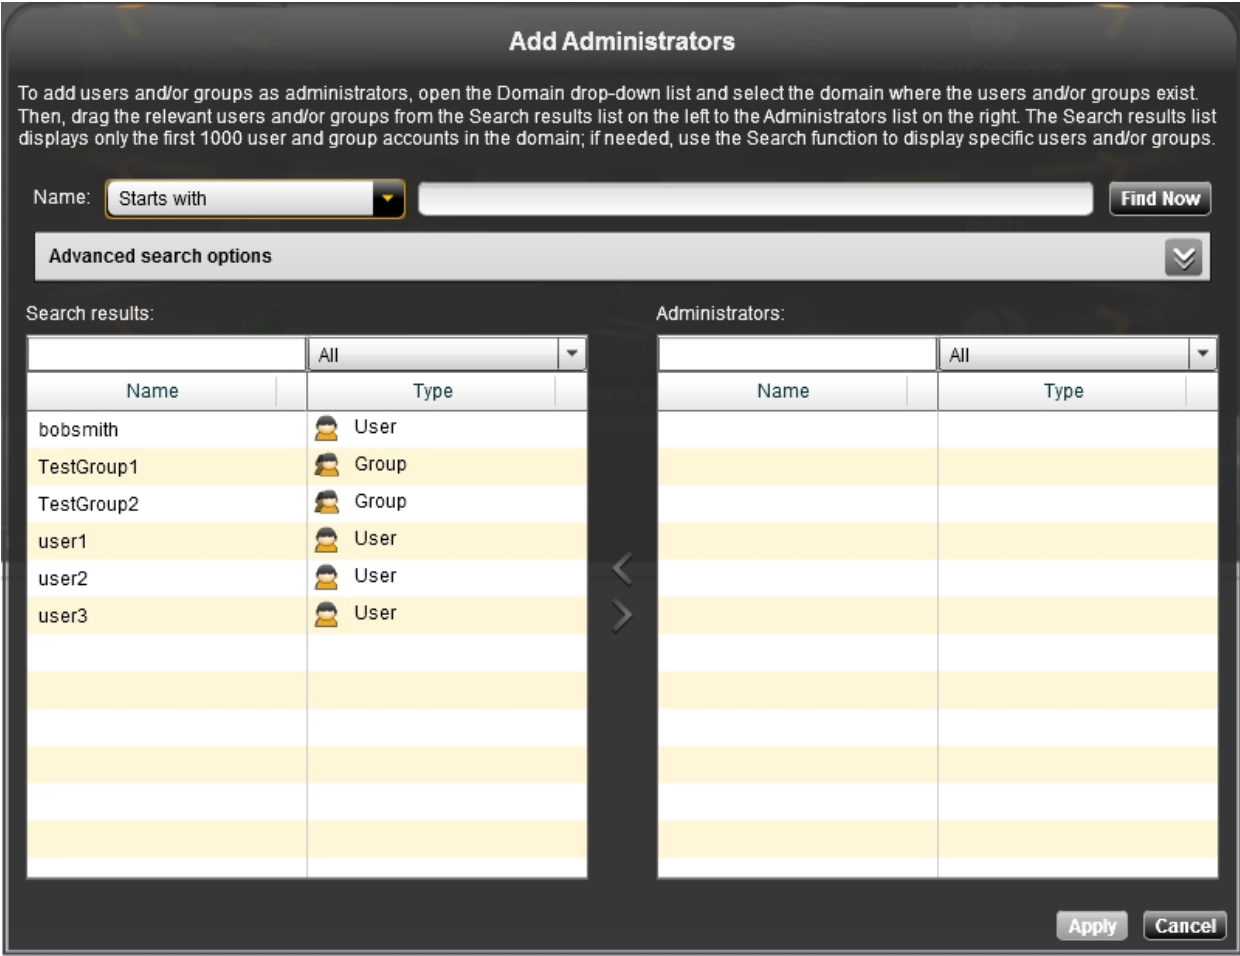 Add Administrators
To add users and/or groups as administrators, open the Domain drop-down list and select the domain where the users and/or groups exist.
Then, drag the relevant users and/or groups from the Search results list on the left to the Administrators list on the right. The Search results list
displays only the first 1000 user and group accounts in the domain; if needed, use the Search function to display specific users and/or groups.
Name: Starts with Find Now
Advanced search options
Search results: Administrators:
All All
Name Type Name Type
bobsmith User
TestGroup1 Group
TestGroup2 Group
user1 User
user2 User
user3 User
Apply Cancel